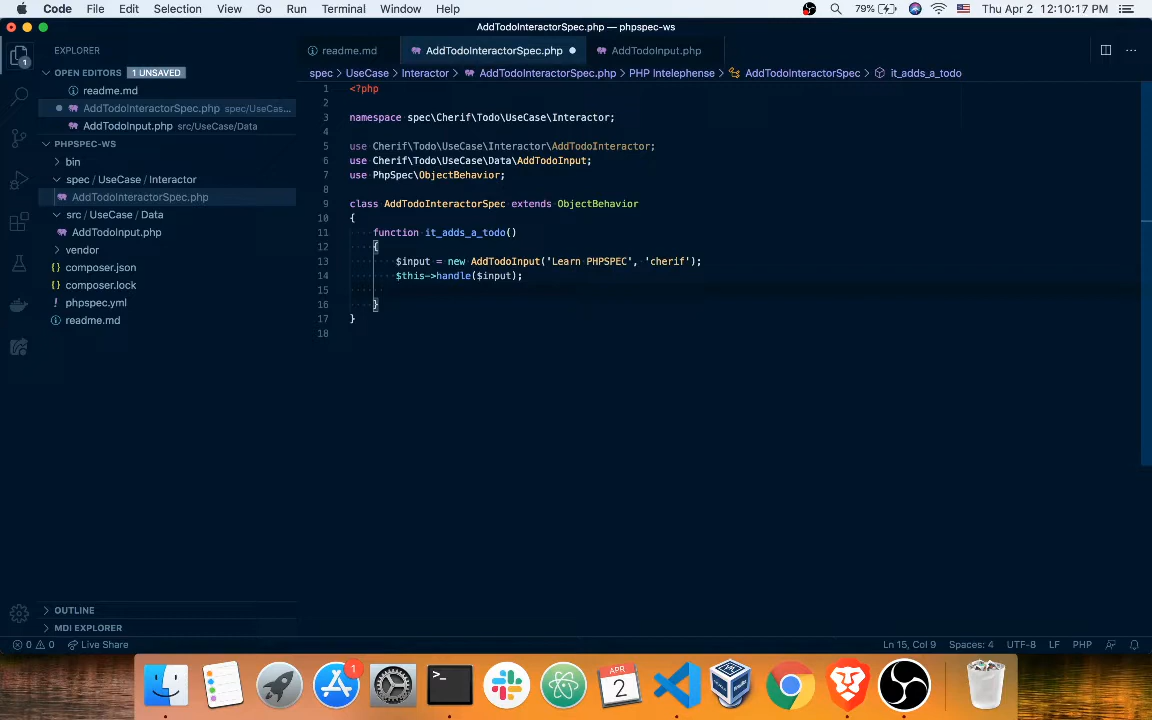 Code File Edit Selection View Go Run Terminal Window Help 79% Thu Apr 2 12:10:17 PM
AddTodoInteractorSpec.php — phpspec-ws
EXPLORER
readme.md AddTodoInteractorSpec.php AddTodoInput.php
OPEN EDITORS 1 UNSAVED
readme.md
AddTodoInteractorSpec.php spec/UseCas...
AddTodoInput.php src/UseCase/Data
PHPSPEC-WS
bin
spec / UseCase / Interactor
AddTodoInteractorSpec.php
src / UseCase / Data
AddTodoInput.php
vendor
composer.json
composer.lock
phpspec.yml
readme.md
OUTLINE
MDI EXPLORER
1
spec > UseCase > Interactor > AddTodoInteractorSpec.php > PHP Intelephense > AddTodoInteractorSpec > it_adds_a_todo
1 <?php
2
3 namespace spec\Cherif\Todo\UseCase\Interactor;
4
5 use Cherif\Todo\UseCase\Interactor\AddTodoInteractor;
6 use Cherif\Todo\UseCase\Data\AddTodoInput;
7 use PhpSpec\ObjectBehavior;
8
9 class AddTodoInteractorSpec extends ObjectBehavior
10 {
11 function it_adds_a_todo()
12 {
13 $input = new AddTodoInput('Learn PHPSPEC', 'cherif');
14 $this->handle($input);
15
16 }
17 }
18
0 0 Live Share Ln 15, Col 9 Spaces: 4 UTF-8 LF PHP
1
APR
2